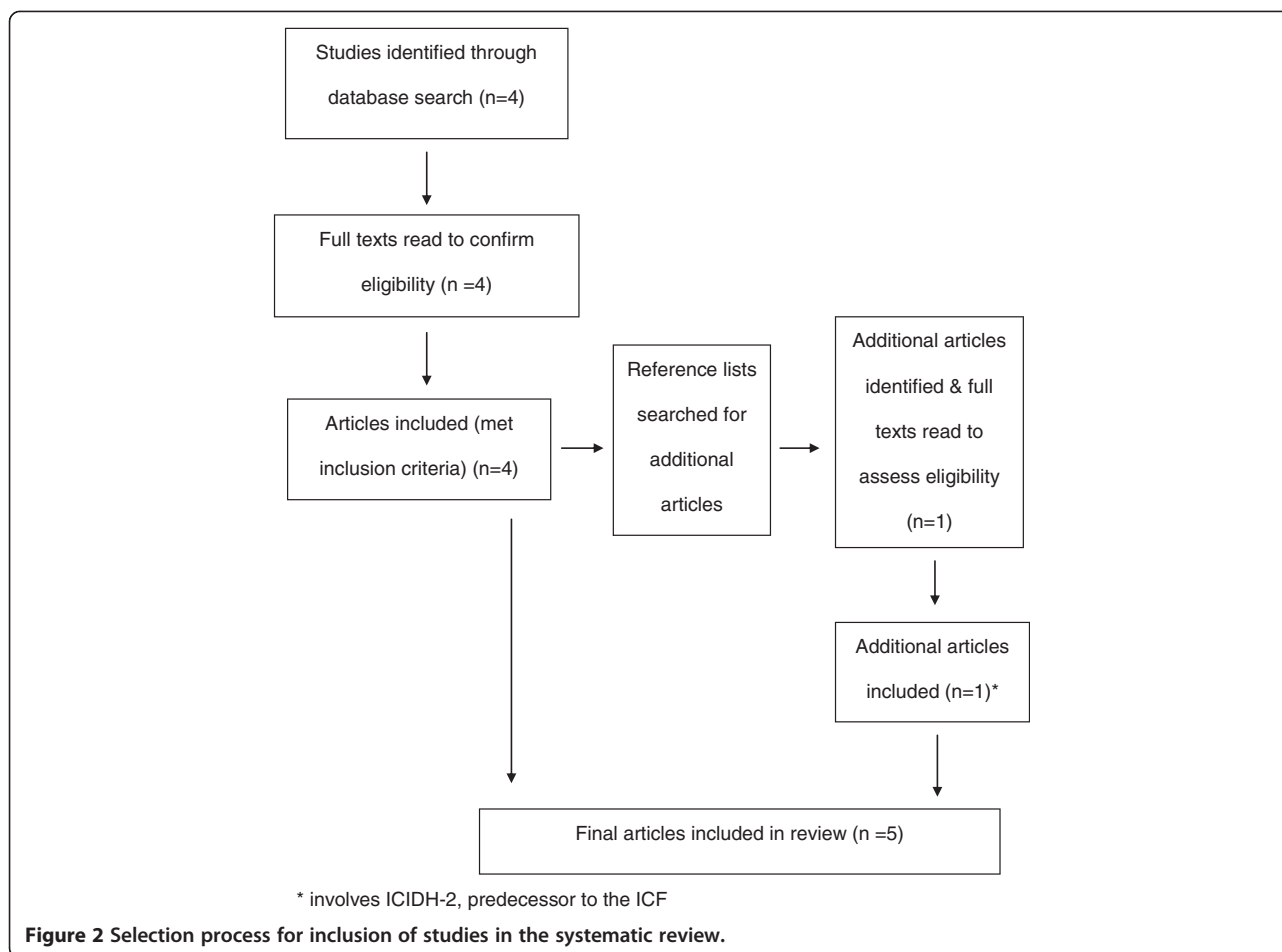 Studies identified through
database search (n=4)
Full texts read to confirm
eligibility (n =4)
Articles included (met
inclusion criteria) (n=4)
Reference lists
searched for
additional
articles
Additional articles
identified & full
texts read to
assess eligibility
(n=1)
Additional articles
included (n=1)*
Final articles included in review (n =5)
* involves ICIDH-2, predecessor to the ICF
Figure 2 Selection process for inclusion of studies in the systematic review.